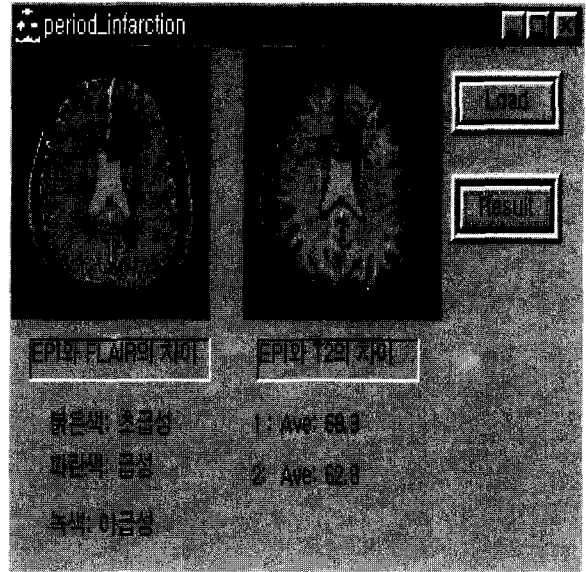 period_infarction
Load
Result
EPI와 FLAIR의 차이
EPI와 T2의 차이
붉은색: 초급성
1: Ave: 69.3
파란색: 급성
2: Ave: 62.8
녹색: 아급성